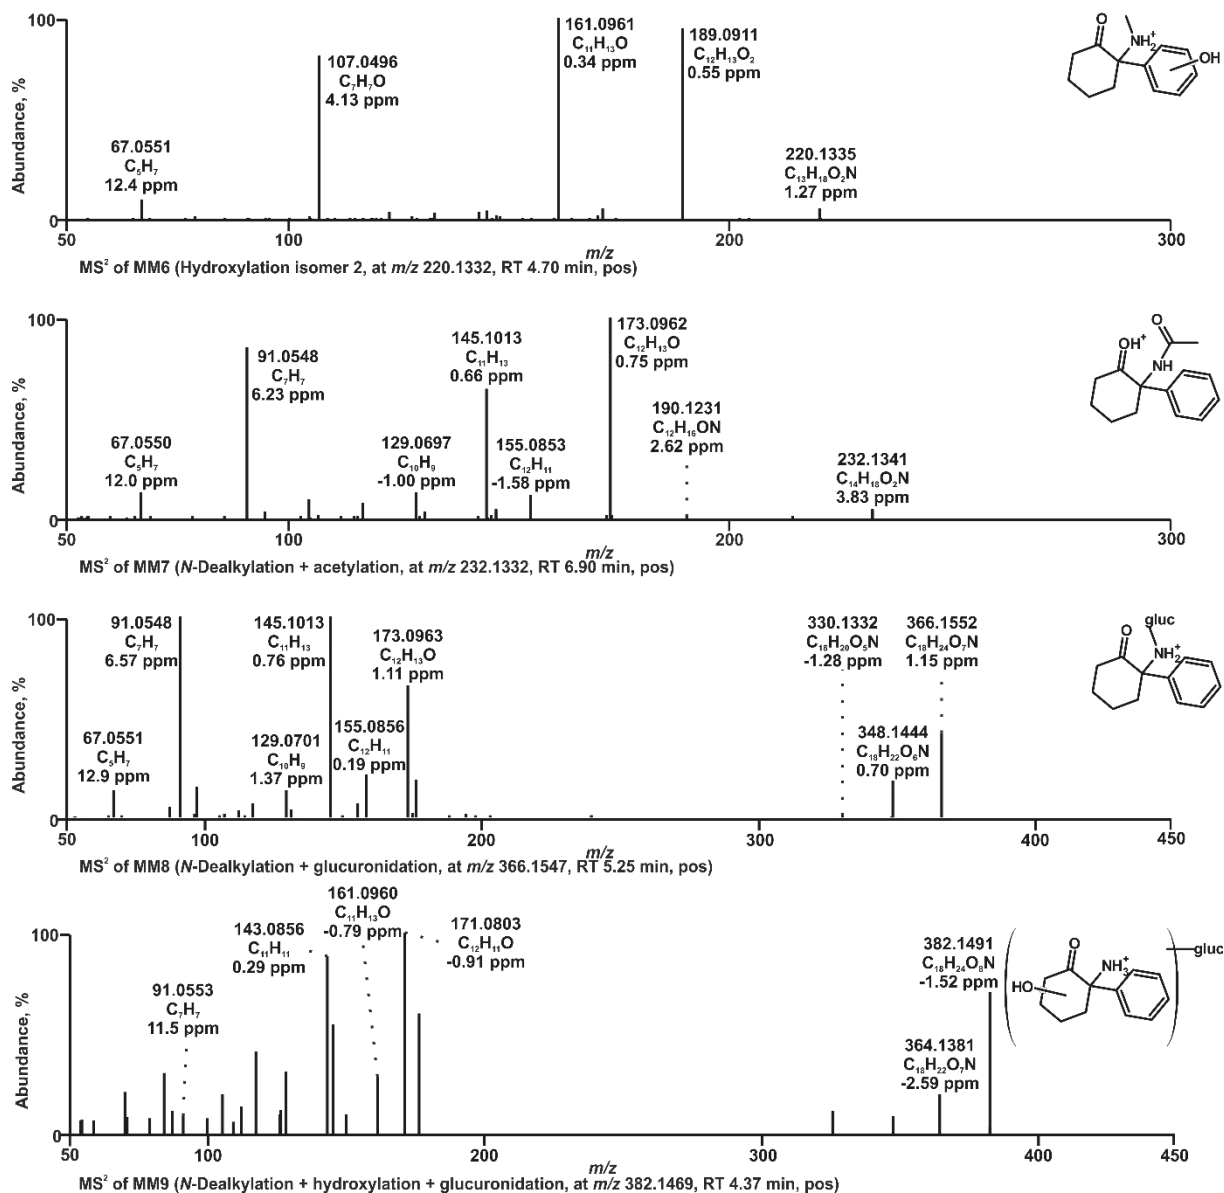 100
161.0961
C₁₁H₁₃O
0.34 ppm
189.0911
C₁₂H₁₃O₂
0.55 ppm
107.0496
C₇H₇O
4.13 ppm
67.0551
C₅H₇
12.4 ppm
220.1335
C₁₃H₁₈O₂N
1.27 ppm
O
NH₂⁺
OH
Abundance, %
0
50
100
200
300
m/z
MS² of MM6 (Hydroxylation isomer 2, at m/z 220.1332, RT 4.70 min, pos)
100
173.0962
C₁₂H₁₃O
0.75 ppm
145.1013
C₁₁H₁₃
0.66 ppm
91.0548
C₇H₇
6.23 ppm
67.0550
C₅H₇
12.0 ppm
129.0697
C₁₀H₉
-1.00 ppm
155.0853
C₁₂H₁₁
-1.58 ppm
190.1231
C₁₂H₁₆ON
2.62 ppm
232.1341
C₁₄H₁₈O₂N
3.83 ppm
O
OH⁺
NH
Abundance, %
0
50
100
200
300
m/z
MS² of MM7 (N-Dealkylation + acetylation, at m/z 232.1332, RT 6.90 min, pos)
100
91.0548
C₇H₇
6.57 ppm
145.1013
C₁₁H₁₃
0.76 ppm
173.0963
C₁₂H₁₃O
1.11 ppm
330.1332
C₁₈H₂₀O₅N
-1.28 ppm
366.1552
C₁₈H₂₄O₇N
1.15 ppm
67.0551
C₅H₇
12.9 ppm
129.0701
C₁₀H₉
1.37 ppm
155.0856
C₁₂H₁₁
0.19 ppm
348.1444
C₁₈H₂₂O₆N
0.70 ppm
gluc
O
NH₂⁺
Abundance, %
0
50
100
200
300
400
450
m/z
MS² of MM8 (N-Dealkylation + glucuronidation, at m/z 366.1547, RT 5.25 min, pos)
100
161.0960
C₁₁H₁₃O
-0.79 ppm
143.0856
C₁₁H₁₁
0.29 ppm
171.0803
C₁₂H₁₁O
-0.91 ppm
91.0553
C₇H₇
11.5 ppm
382.1491
C₁₈H₂₄O₈N
-1.52 ppm
364.1381
C₁₈H₂₂O₇N
-2.59 ppm
O
NH₃⁺
HO
gluc
Abundance, %
0
50
100
200
300
400
450
m/z
MS² of MM9 (N-Dealkylation + hydroxylation + glucuronidation, at m/z 382.1469, RT 4.37 min, pos)